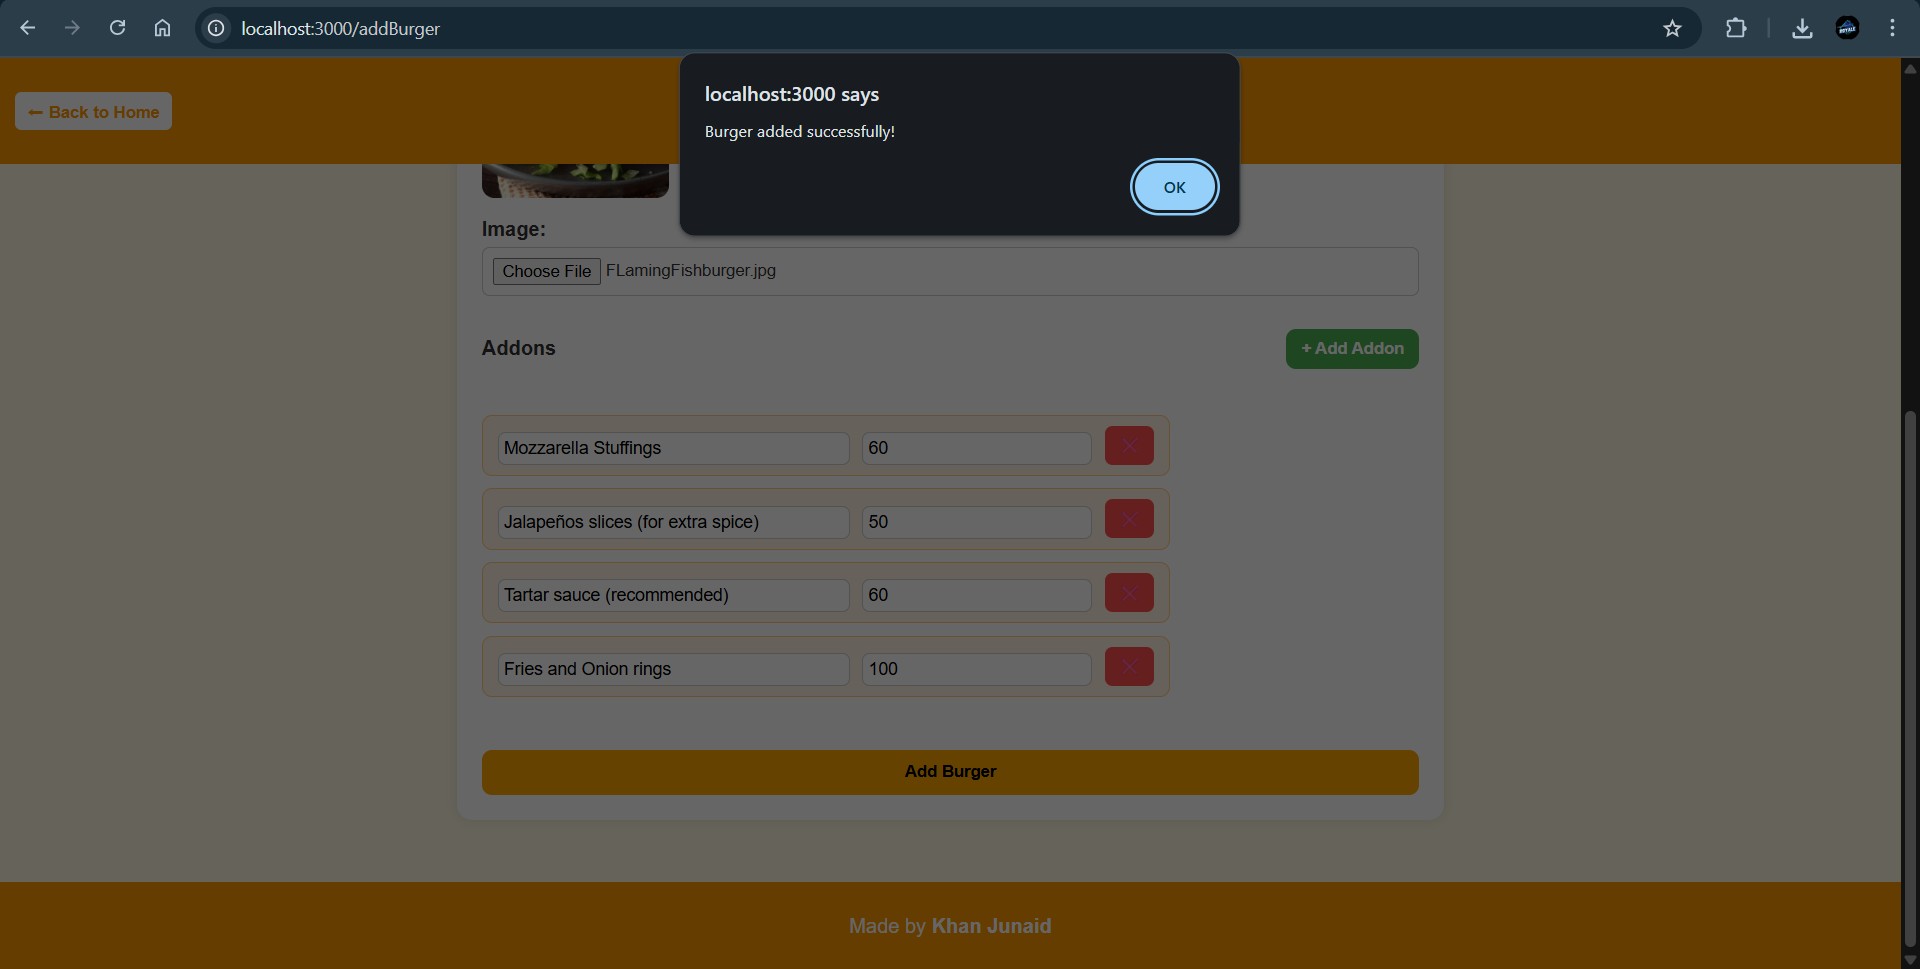 localhost:3000/addBurger
localhost:3000 says
Burger added successfully!
OK
← Back to Home
Image:
Choose File FLamingFishburger.jpg
Addons
+ Add Addon
Mozzarella Stuffings 60
Jalapeños slices (for extra spice) 50
Tartar sauce (recommended) 60
Fries and Onion rings 100
Add Burger
Made by Khan Junaid